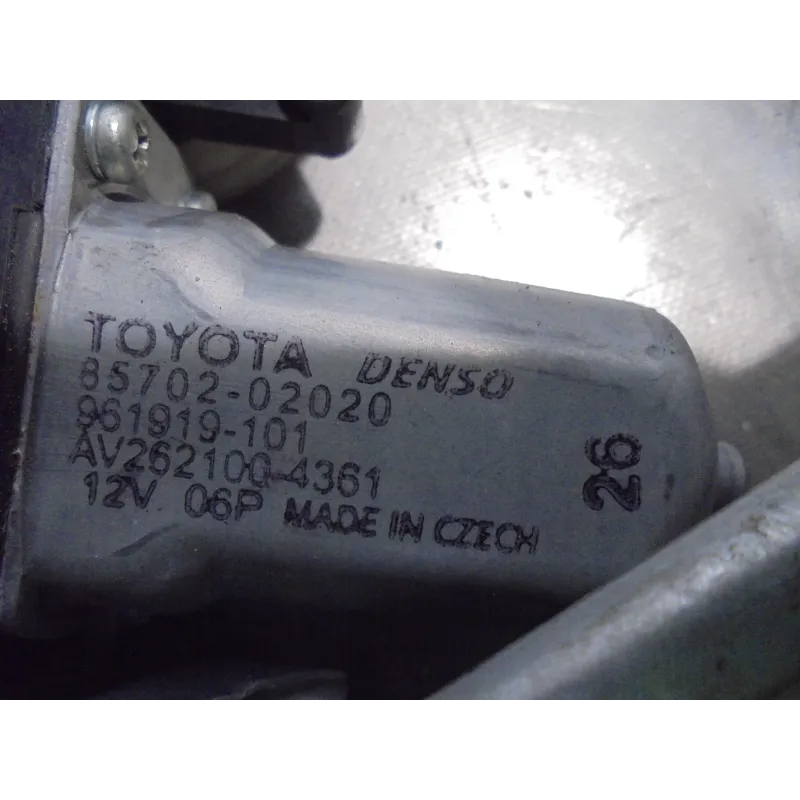 TOYOTA DENSO
85702-02020
961919-101
AV262100-4361
12V 06P MADE IN CZECH
26